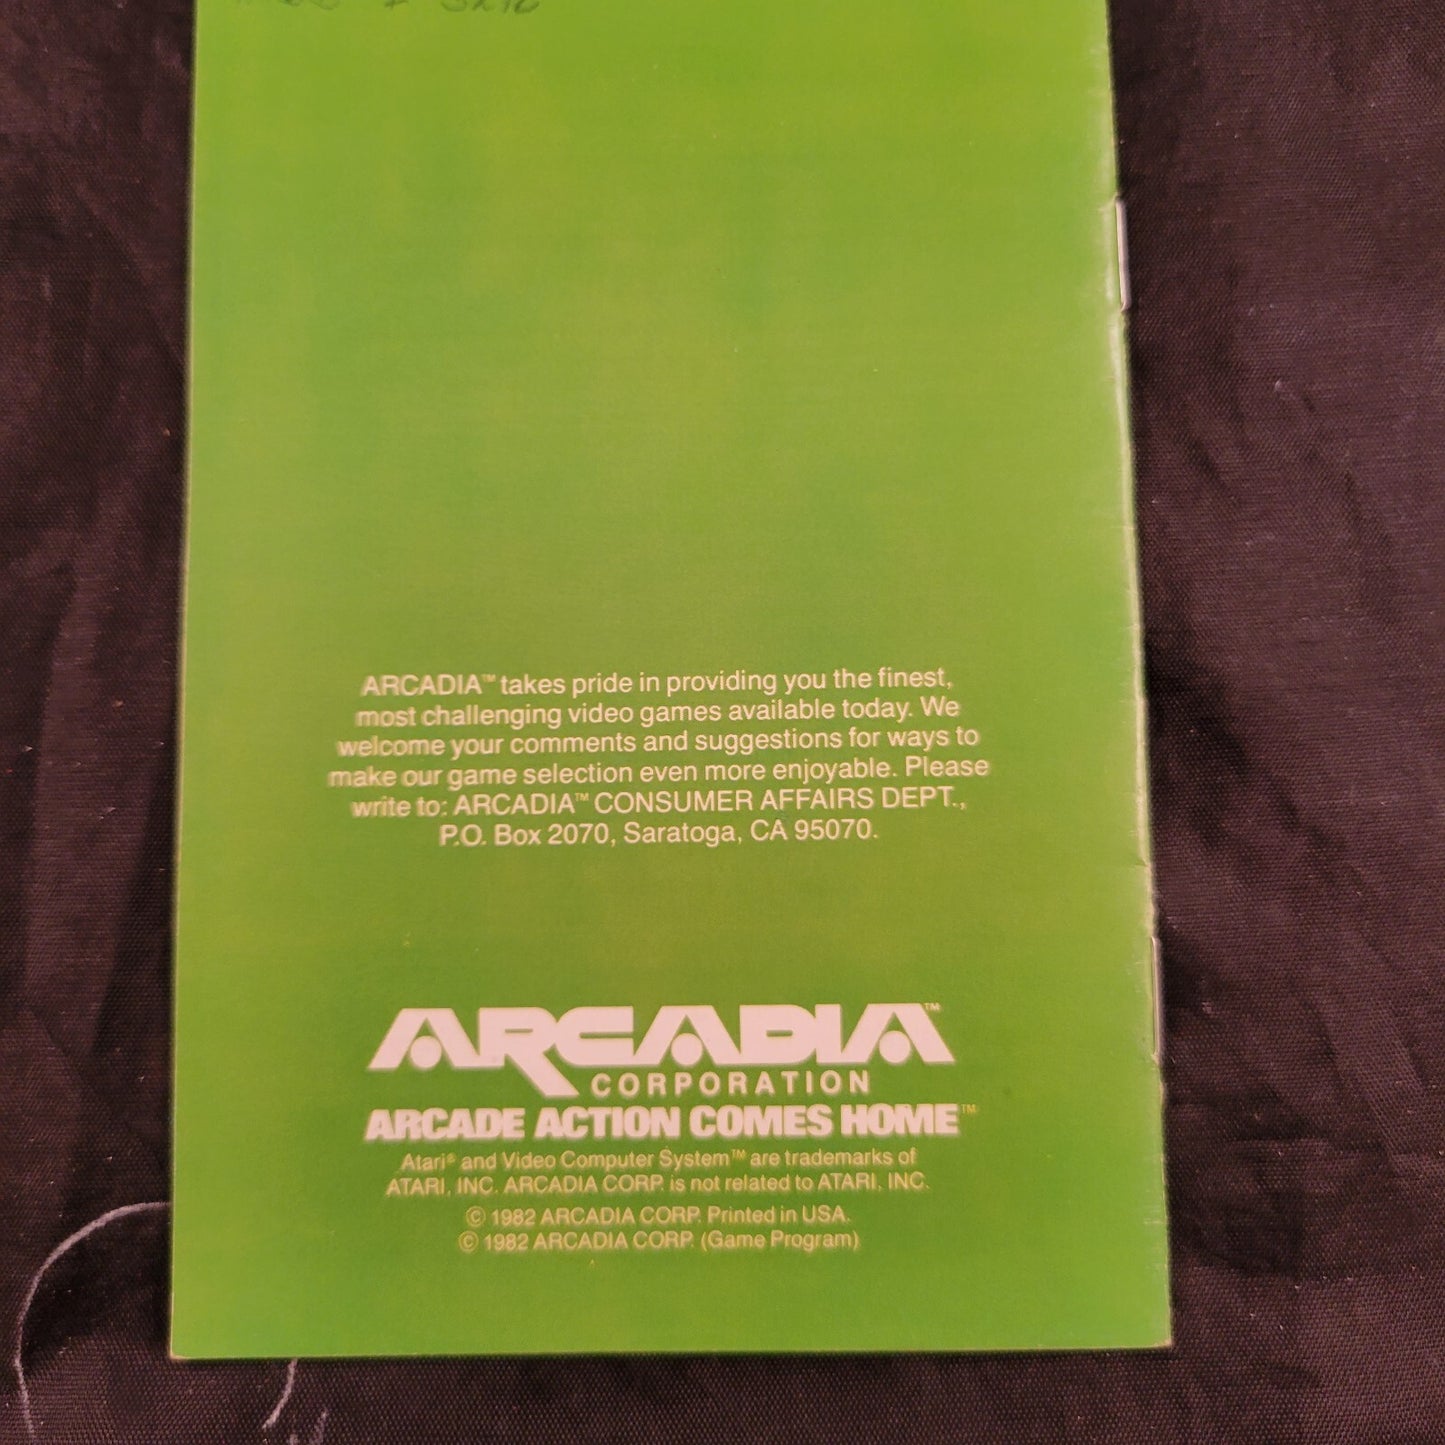 ARCADIA™ takes pride in providing you the finest,
most challenging video games available today. We
welcome your comments and suggestions for ways to
make our game selection even more enjoyable. Please
write to: ARCADIA™ CONSUMER AFFAIRS DEPT.,
P.O. Box 2070, Saratoga, CA 95070.
ARCADIA™
CORPORATION
ARCADE ACTION COMES HOME™
Atari® and Video Computer System™ are trademarks of
ATARI, INC. ARCADIA CORP. is not related to ATARI, INC.
© 1982 ARCADIA CORP. Printed in USA.
© 1982 ARCADIA CORP. (Game Program)